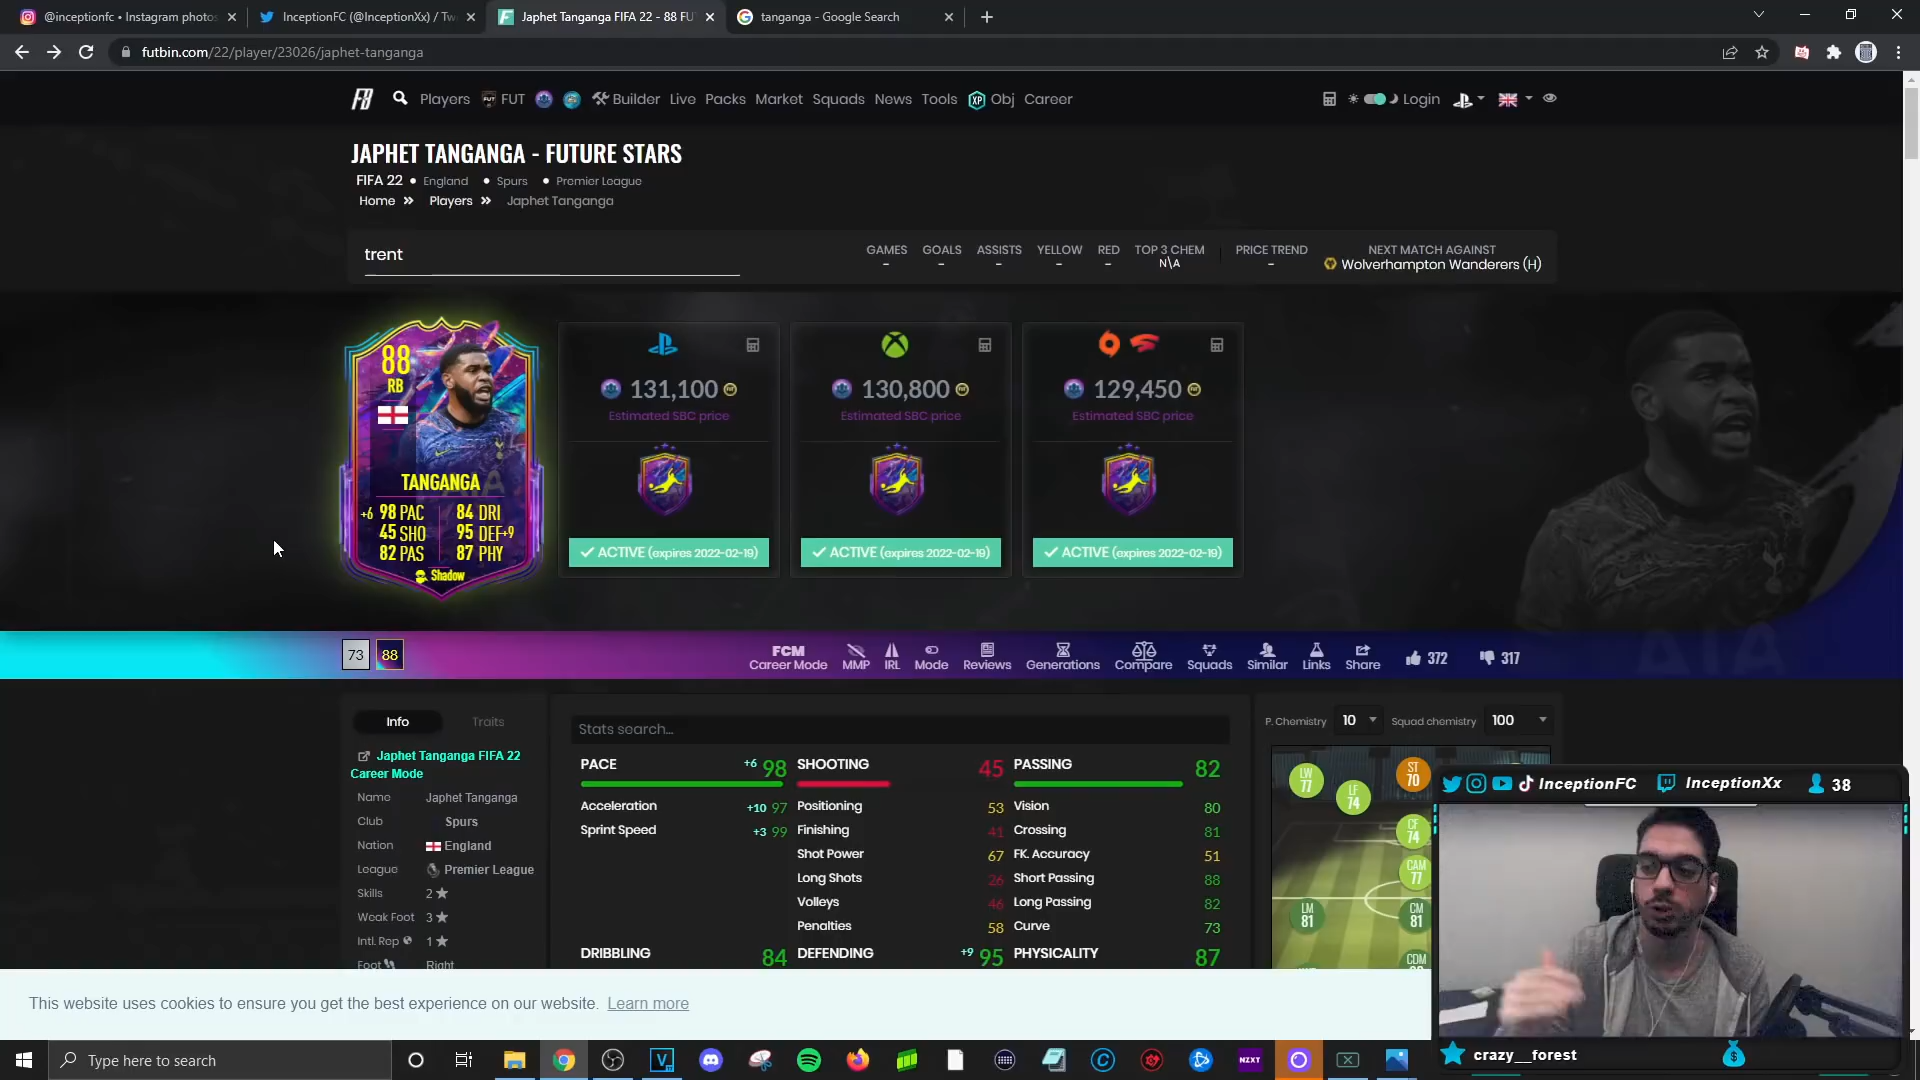 @inceptionfc • Instagram photos
InceptionFC (@InceptionXx) / Tw
Japhet Tanganga FIFA 22 - 88 FU
tanganga - Google Search
futbin.com/22/player/23026/japhet-tanganga
FB Players FUT Builder Live Packs Market Squads News Tools XP Obj Career Login
JAPHET TANGANGA - FUTURE STARS
FIFA 22 • England • Spurs • Premier League
Home » Players » Japhet Tanganga
trent
GAMES GOALS ASSISTS YELLOW RED TOP 3 CHEM PRICE TREND NEXT MATCH AGAINST
- - - - - N\A - Wolverhampton Wanderers (H)
88
RB
TANGANGA
+6 98 PAC 84 DRI
45 SHO 95 DEF+9
82 PAS 87 PHY
Shadow
131,100
Estimated SBC price
ACTIVE (expires 2022-02-19)
130,800
Estimated SBC price
ACTIVE (expires 2022-02-19)
129,450
Estimated SBC price
ACTIVE (expires 2022-02-19)
AIA
73 88
FCM
Career Mode MMP IRL Mode Reviews Generations Compare Squads Similar Links Share 372 317
Info Traits
Japhet Tanganga FIFA 22
Career Mode
Name Japhet Tanganga
Club Spurs
Nation England
League Premier League
Skills 2
Weak Foot 3
Intl. Rep 1
Foot Right
Stats search...
PACE +6 98
Acceleration +10 97
Sprint Speed +3 99
SHOOTING 45
Positioning 53
Finishing 41
Shot Power 67
Long Shots 26
Volleys 46
Penalties 58
PASSING 82
Vision 80
Crossing 81
FK. Accuracy 51
Short Passing 88
Long Passing 82
Curve 73
DRIBBLING 84
DEFENDING +9 95
PHYSICALITY 87
P. Chemistry 10 Squad chemistry 100
LW
77
LF
74
ST
70
CF
74
CAM
77
LM
81
CM
81
CDM
InceptionFC InceptionXx 38
crazy__forest
This website uses cookies to ensure you get the best experience on our website. Learn more
Type here to search
NZXT